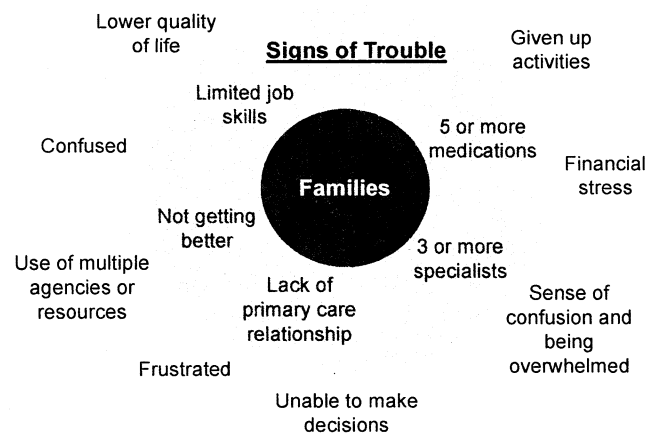 Lower quality
of life
Signs of Trouble
Given up
activities
Limited job
skills
5 or more
medications
Confused
Financial
stress
Families
Not getting
better
3 or more
specialists
Use of multiple
agencies or
resources
Lack of
primary care
relationship
Sense of
confusion and
being
overwhelmed
Frustrated
Unable to make
decisions